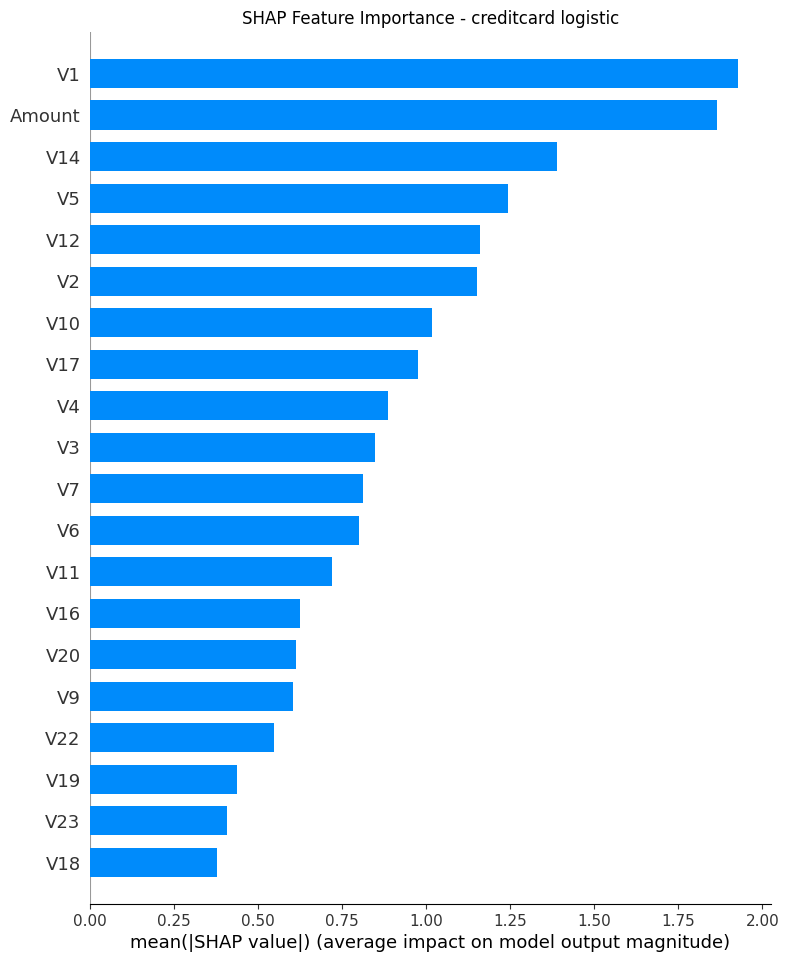 SHAP Feature Importance - creditcard logistic
V1
Amount
V14
V5
V12
V2
V10
V17
V4
V3
V7
V6
V11
V16
V20
V9
V22
V19
V23
V18
0.00 0.25 0.50 0.75 1.00 1.25 1.50 1.75 2.00
mean(|SHAP value|) (average impact on model output magnitude)